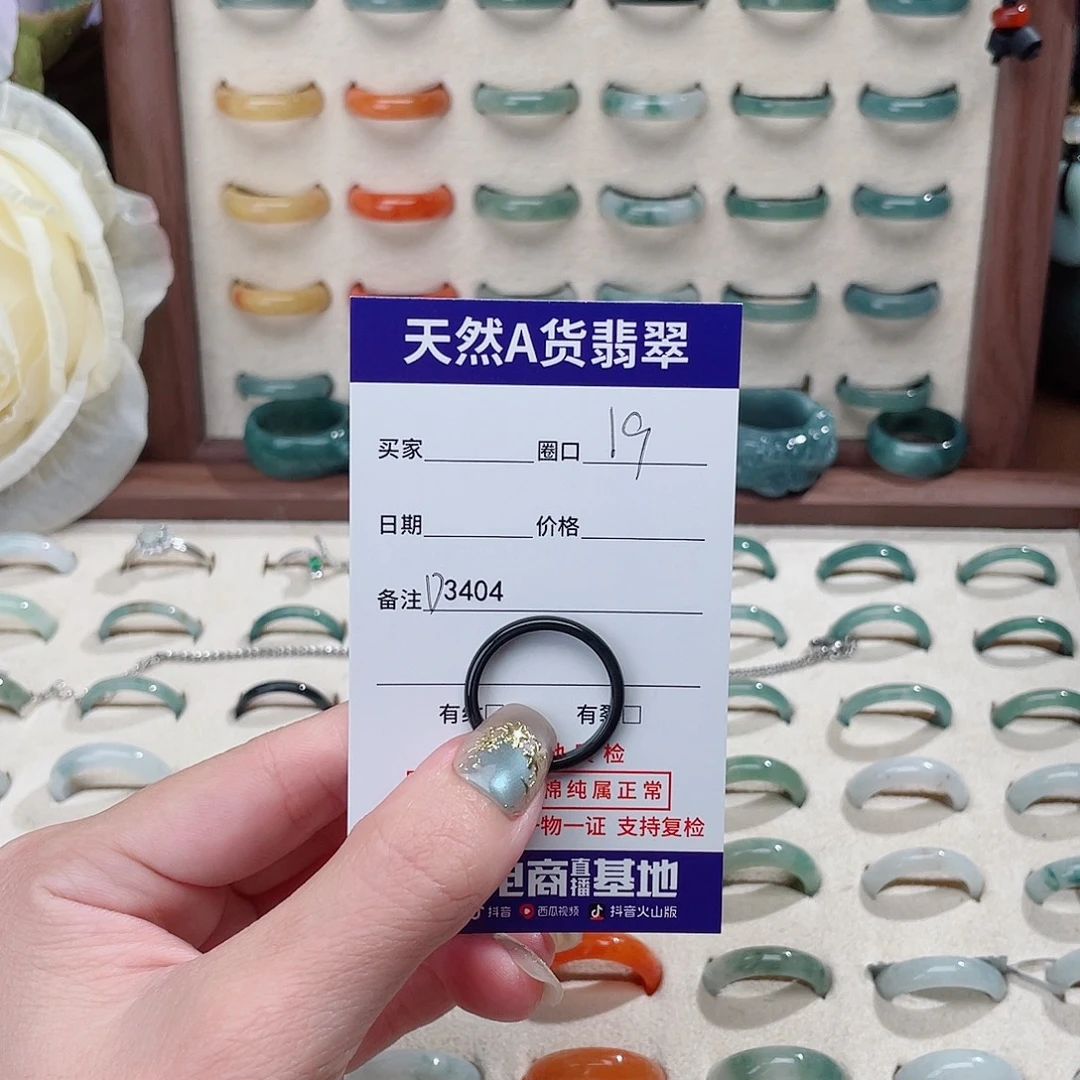 天然A货翡翠
买家 圈口 19
日期 价格
备注 D3404
有 有裂□
检
棉纯属正常
物一证 支持复检
电商直播基地
抖音 西瓜视频 抖音火山版